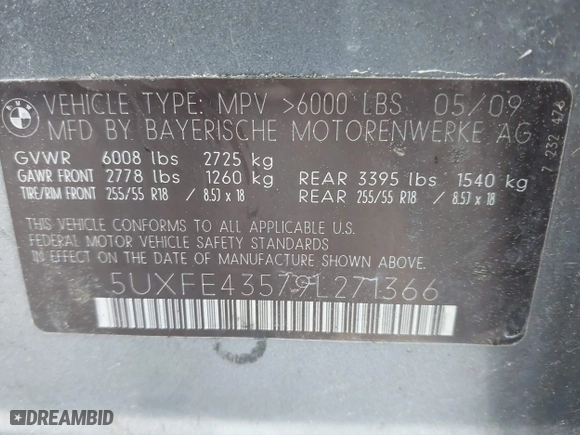 BMW
VEHICLE TYPE: MPV >6000 LBS 05/09
MFD BY BAYERISCHE MOTORENWERKE AG
GVWR 6008 lbs 2725 kg
GAWR FRONT 2778 lbs 1260 kg REAR 3395 lbs 1540 kg
TIRE/RIM FRONT 255/55 R18 / 8.5J x 18 REAR 255/55 R18 / 8.5J x 18
THIS VEHICLE CONFORMS TO ALL APPLICABLE U.S.
FEDERAL MOTOR VEHICLE SAFETY STANDARDS
IN EFFECT ON THE DATE OF MANUFACTURE SHOWN ABOVE
5UXFE43579L271366
7 232 426
DREAMBID